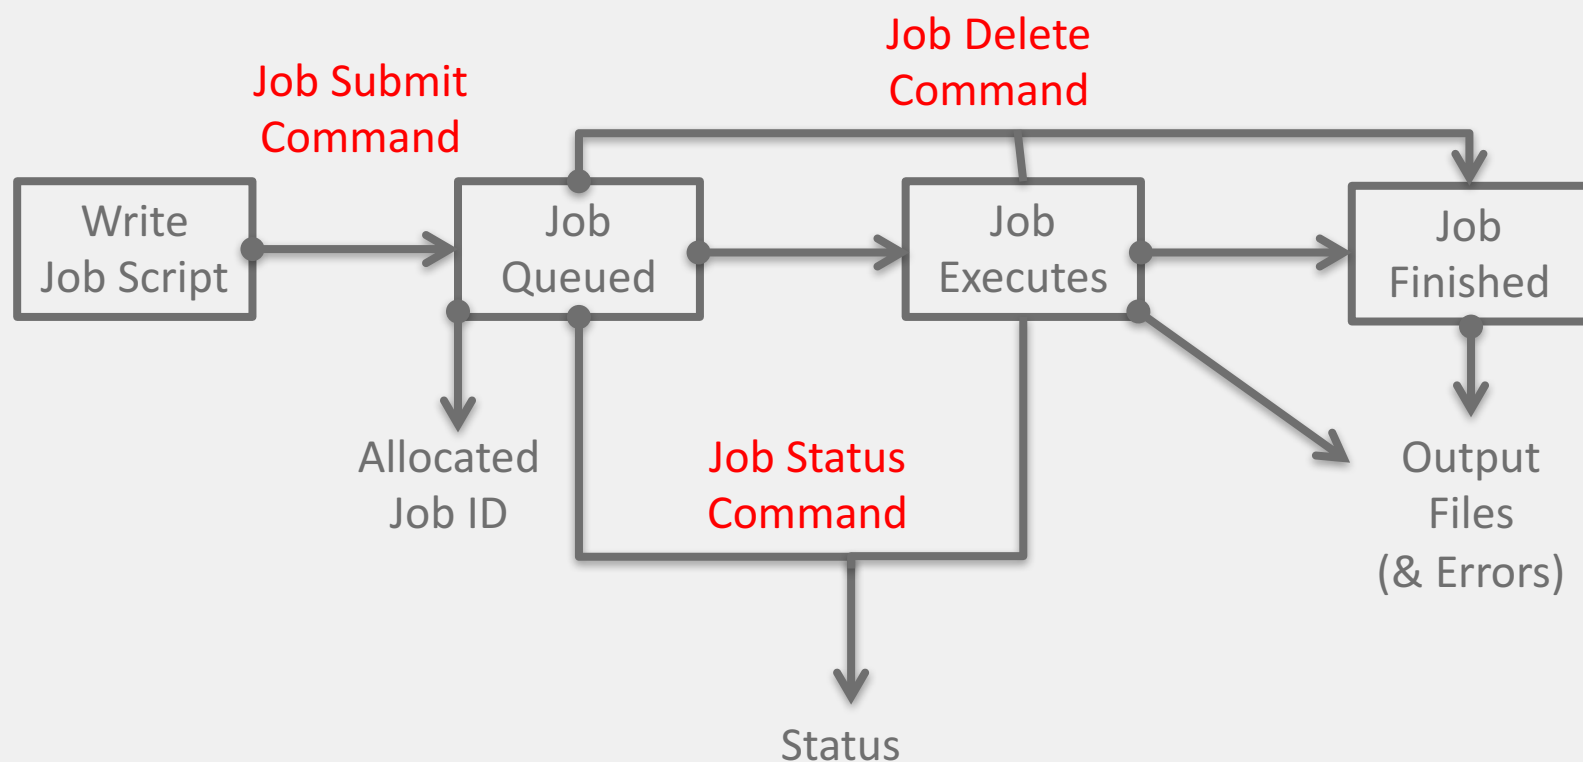 Job Delete
Command
Job Submit
Command
Write
Job Script
Job
Queued
Job
Executes
Job
Finished
Allocated
Job ID
Job Status
Command
Output
Files
(& Errors)
Status